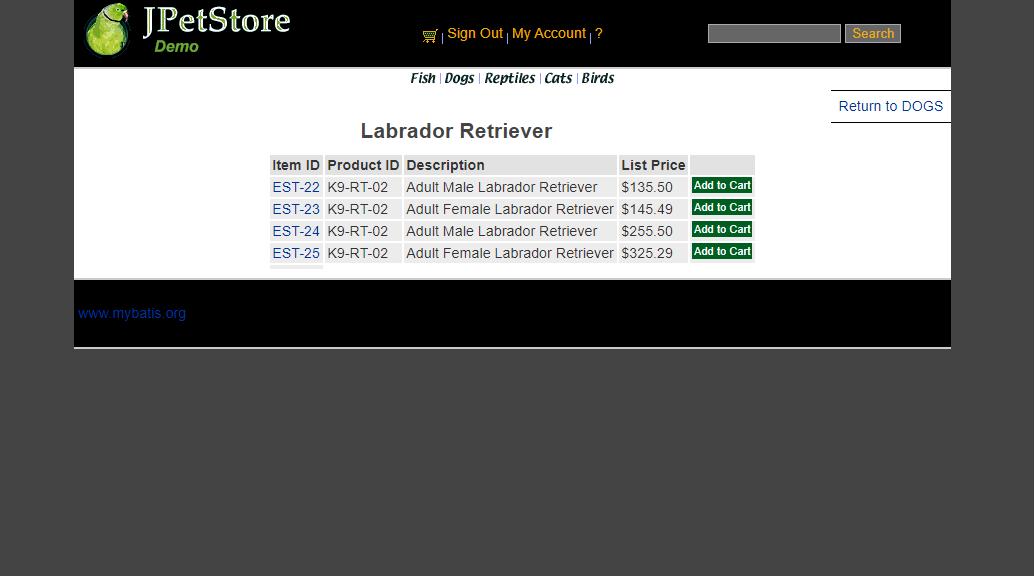 JPetStore
Demo
Sign Out | My Account | ?
Search
Fish | Dogs | Reptiles | Cats | Birds
Return to DOGS
Labrador Retriever
Item ID Product ID Description List Price
EST-22 K9-RT-02 Adult Male Labrador Retriever $135.50 Add to Cart
EST-23 K9-RT-02 Adult Female Labrador Retriever $145.49 Add to Cart
EST-24 K9-RT-02 Adult Male Labrador Retriever $255.50 Add to Cart
EST-25 K9-RT-02 Adult Female Labrador Retriever $325.29 Add to Cart
www.mybatis.org